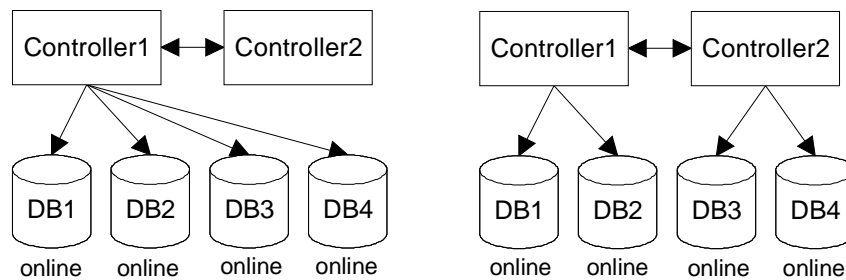 Controller1 Controller2 Controller1 Controller2
DB1 DB2 DB3 DB4 DB1 DB2 DB3 DB4
online online online online online online online online